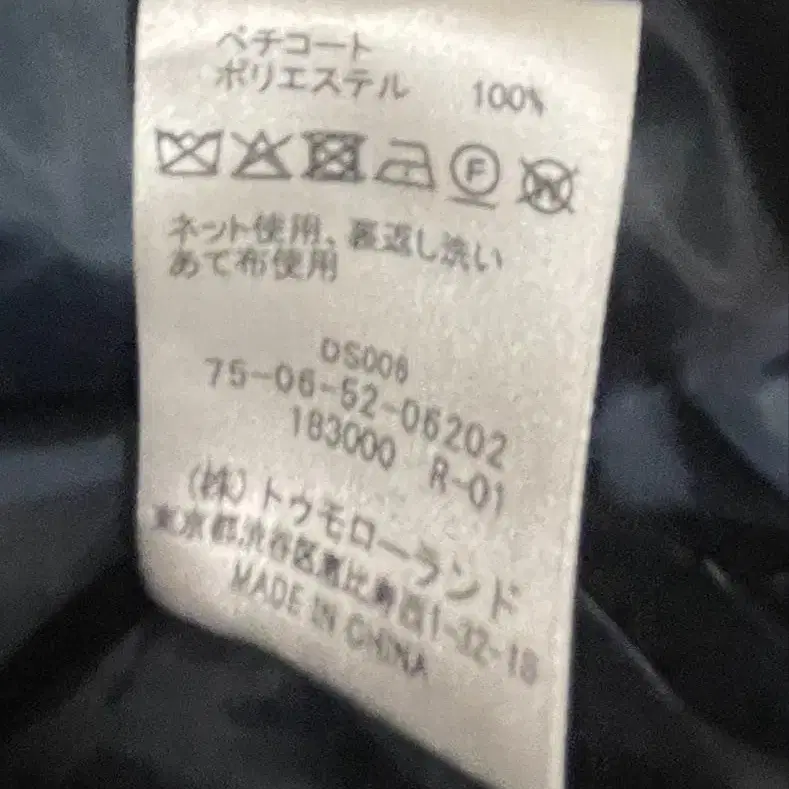 ペチコート
ポリエステル 100%
F
W
ネット使用、裏返し洗い
あて布使用
DS006
75-06-52-06202
183000 R-01
(株)トゥモローランド
東京都渋谷区恵比寿西1-32-18
MADE IN CHINA